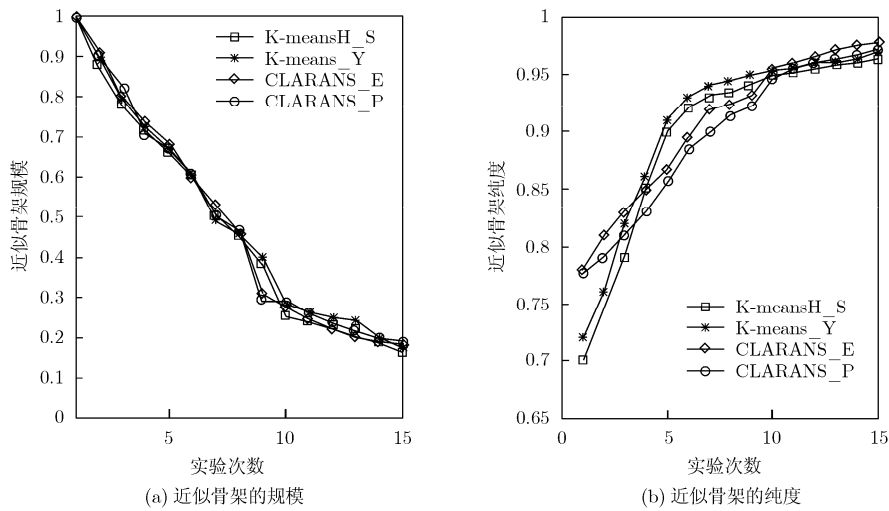 1
0.9
0.8
0.7
0.6
0.5
0.4
0.3
0.2
0.1
0
近似骨架规模
K-meansH_S
K-means_Y
CLARANS_E
CLARANS_P
5 10 15
实验次数
(a) 近似骨架的规模
1
0.95
0.9
0.85
0.8
0.75
0.7
0.65
近似骨架纯度
K-mcansH_S
K-means_Y
CLARANS_E
CLARANS_P
0 5 10 15
实验次数
(b) 近似骨架的纯度